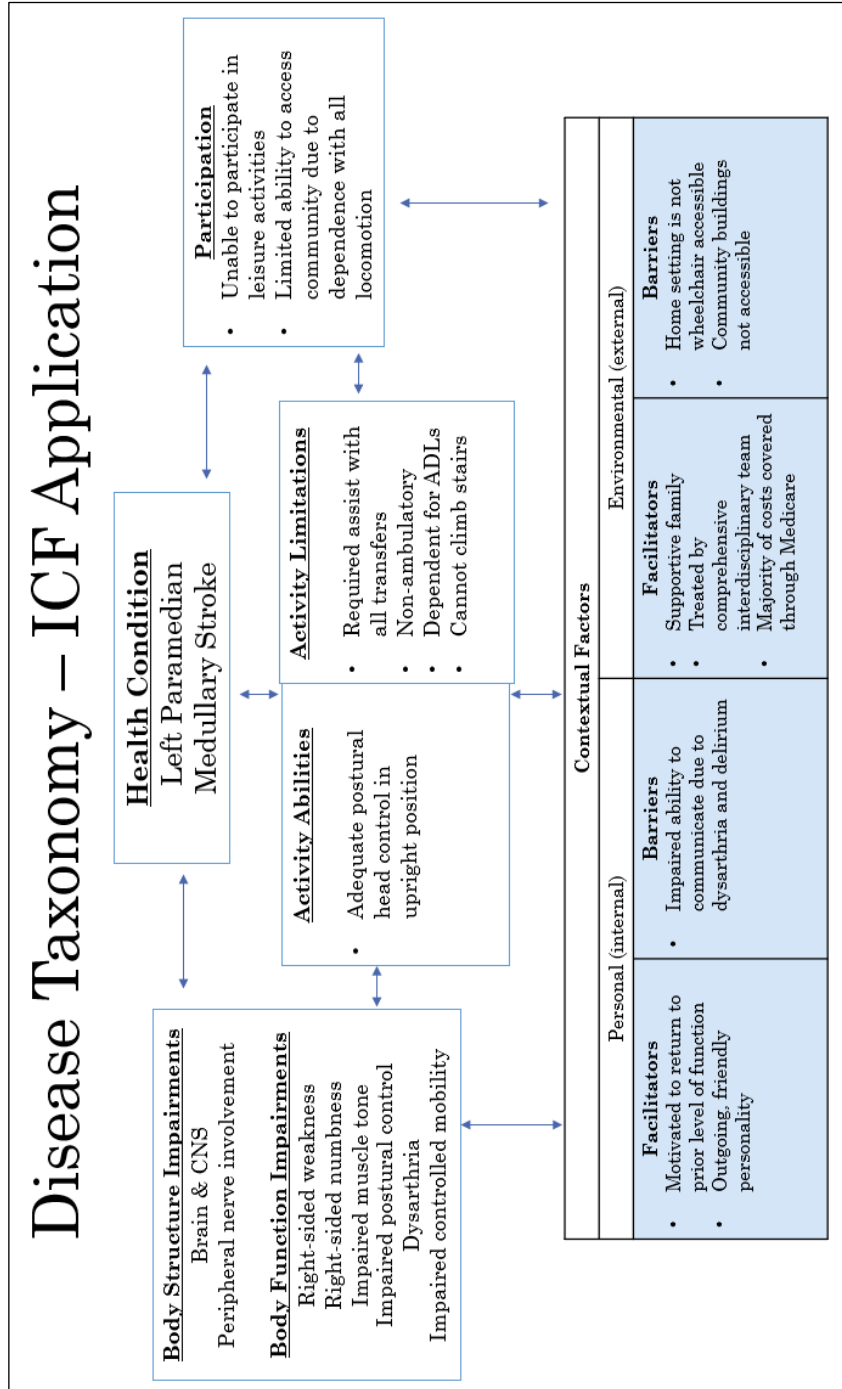 Disease Taxonomy – ICF Application
Health Condition
Left Paramedian
Medullary Stroke
Body Structure Impairments
Brain & CNS
Peripheral nerve involvement
Body Function Impairments
Right-sided weakness
Right-sided numbness
Impaired muscle tone
Impaired postural control
Dysarthria
Impaired controlled mobility
Activity Abilities
• Adequate postural
head control in
upright position
Activity Limitations
• Required assist with
all transfers
• Non-ambulatory
• Dependent for ADLs
• Cannot climb stairs
Participation
• Unable to participate in
leisure activities
• Limited ability to access
community due to
dependence with all
locomotion
Contextual Factors
Personal (internal)
Environmental (external)
Facilitators
• Motivated to return to
prior level of function
• Outgoing, friendly
personality
Barriers
• Impaired ability to
communicate due to
dysarthria and delirium
Facilitators
• Supportive family
• Treated by
comprehensive
interdisciplinary team
• Majority of costs covered
through Medicare
Barriers
• Home setting is not
wheelchair accessible
• Community buildings
not accessible